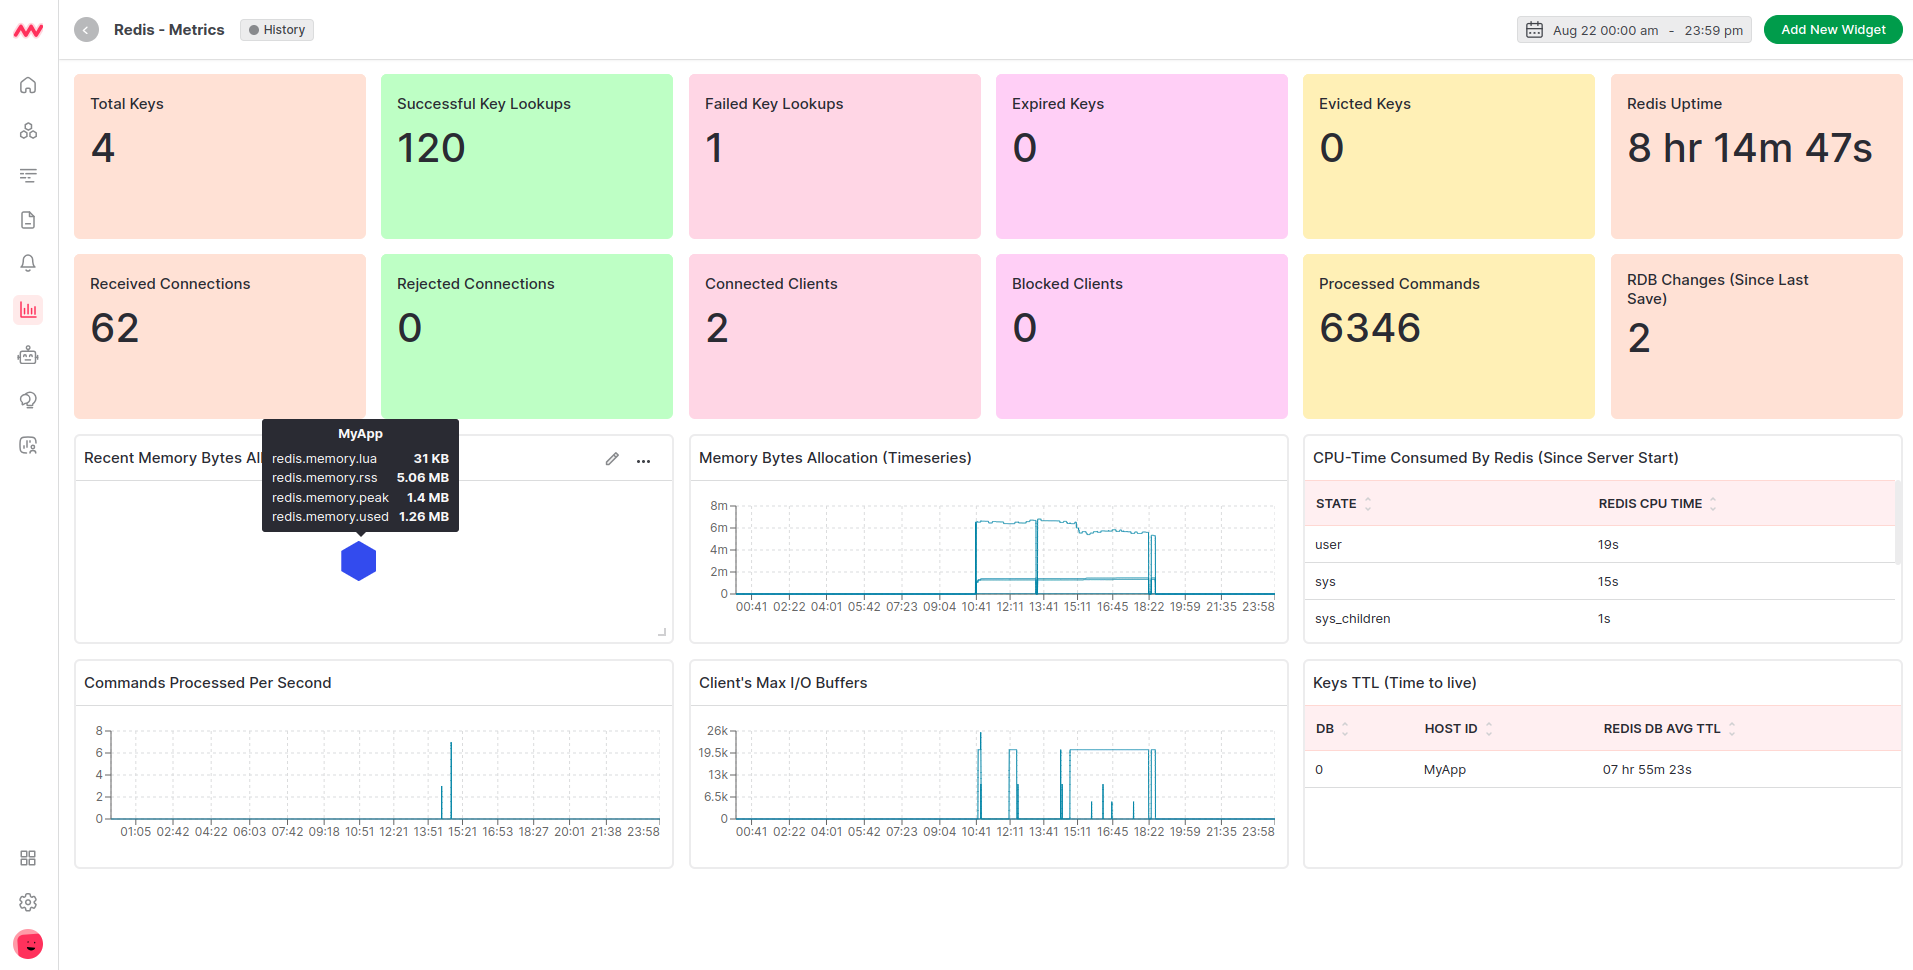 Redis - Metrics
History
Aug 22 00:00 am - 23:59 pm
Add New Widget
Total Keys
4
Successful Key Lookups
120
Failed Key Lookups
1
Expired Keys
0
Evicted Keys
0
Redis Uptime
8 hr 14m 47s
Received Connections
62
Rejected Connections
0
Connected Clients
2
Blocked Clients
0
Processed Commands
6346
RDB Changes (Since Last
Save)
2
Recent Memory Bytes All
MyApp
redis.memory.lua 31 KB
redis.memory.rss 5.06 MB
redis.memory.peak 1.4 MB
redis.memory.used 1.26 MB
Memory Bytes Allocation (Timeseries)
8m
6m
4m
2m
0
00:41 02:22 04:01 05:42 07:23 09:04 10:41 12:11 13:41 15:11 16:45 18:22 19:59 21:35 23:58
CPU-Time Consumed By Redis (Since Server Start)
STATE REDIS CPU TIME
user 19s
sys 15s
sys_children 1s
Commands Processed Per Second
8
6
4
2
0
01:05 02:42 04:22 06:03 07:42 09:18 10:51 12:21 13:51 15:21 16:53 18:27 20:01 21:38 23:58
Client's Max I/O Buffers
26k
19.5k
13k
6.5k
0
00:41 02:22 04:01 05:42 07:23 09:04 10:41 12:11 13:41 15:11 16:45 18:22 19:59 21:35 23:58
Keys TTL (Time to live)
DB HOST ID REDIS DB AVG TTL
0 MyApp 07 hr 55m 23s